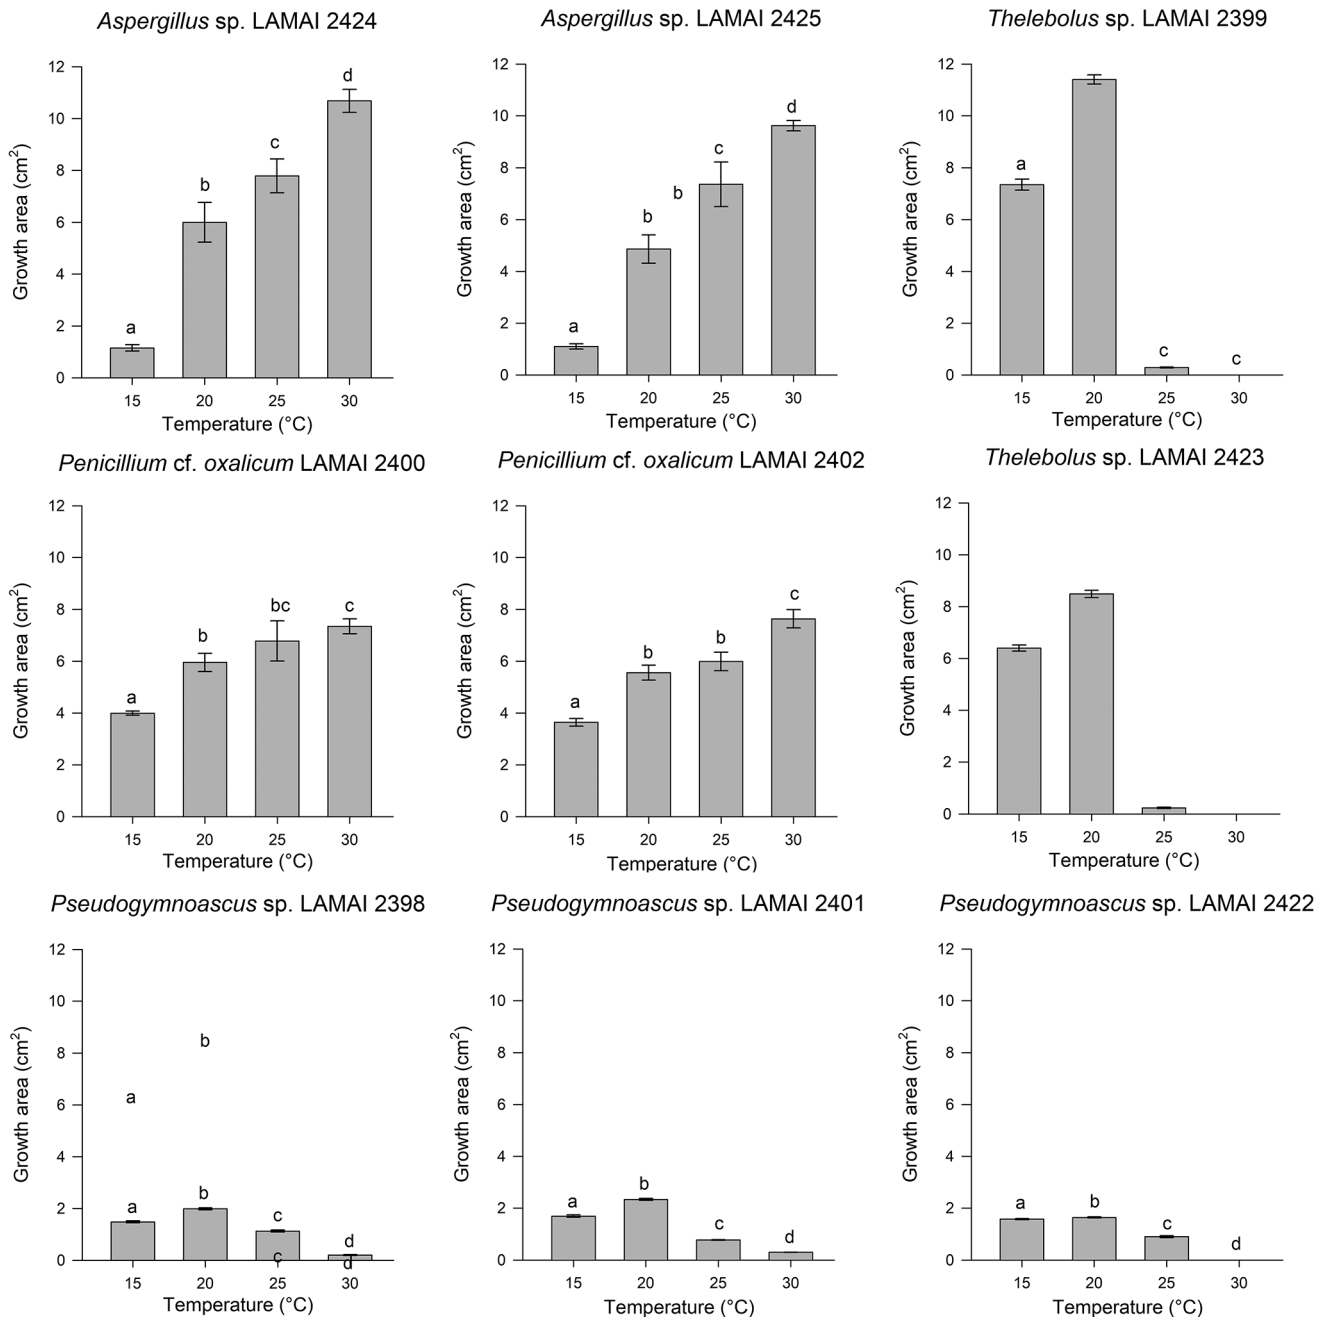 Aspergillus sp. LAMAI 2424
12
10
8
6
4
2
0
Growth area (cm2)
a
b
c
d
15 20 25 30
Temperature (°C)
Aspergillus sp. LAMAI 2425
12
10
8
6
4
2
0
Growth area (cm2)
a
b
b
c
d
15 20 25 30
Temperature (°C)
Thelebolus sp. LAMAI 2399
12
10
8
6
4
2
0
Growth area (cm2)
a
c
c
15 20 25 30
Temperature (°C)
Penicillium cf. oxalicum LAMAI 2400
12
10
8
6
4
2
0
Growth area (cm2)
a
b
bc
c
15 20 25 30
Temperature (°C)
Penicillium cf. oxalicum LAMAI 2402
12
10
8
6
4
2
0
Growth area (cm2)
a
b
b
c
15 20 25 30
Temperature (°C)
Thelebolus sp. LAMAI 2423
12
10
8
6
4
2
0
Growth area (cm2)
15 20 25 30
Temperature (°C)
Pseudogymnoascus sp. LAMAI 2398
12
10
8
6
4
2
0
Growth area (cm2)
b
a
a
b
c
d
c
d
15 20 25 30
Temperature (°C)
Pseudogymnoascus sp. LAMAI 2401
12
10
8
6
4
2
0
Growth area (cm2)
a
b
c
d
15 20 25 30
Temperature (°C)
Pseudogymnoascus sp. LAMAI 2422
12
10
8
6
4
2
0
Growth area (cm2)
a
b
c
d
15 20 25 30
Temperature (°C)